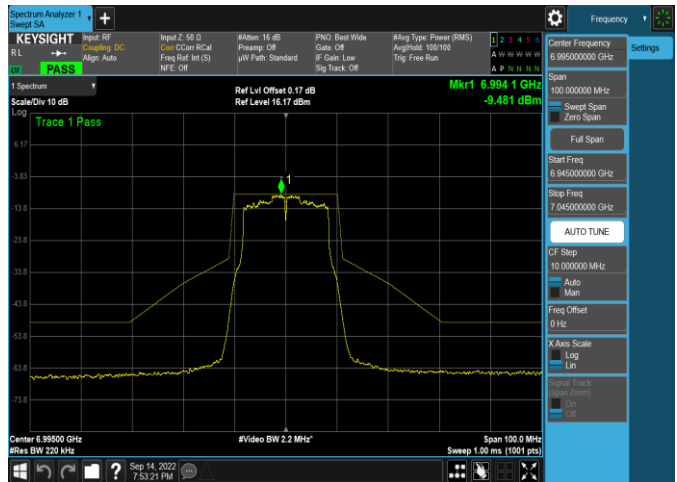 Spectrum Analyzer 1
Swept SA
Frequency
KEYSIGHT
RL
LW PASS
Input: RF
Coupling: DC
Align: Auto
Input Z: 50 Ω
Corr CCorr RCal
Freq Ref: Int (S)
NFE: Off
#Atten: 16 dB
Preamp: Off
µW Path: Standard
PNO: Best Wide
Gate: Off
IF Gain: Low
Sig Track: Off
#Avg Type: Power (RMS)
Avg|Hold: 100/100
Trig: Free Run
1 2 3 4 5 6
A W W W W W
A P N N N N
1 Spectrum
Scale/Div 10 dB
Log
Ref Lvl Offset 0.17 dB
Ref Level 16.17 dBm
Mkr1 6.994 1 GHz
-9.481 dBm
Trace 1 Pass
1
6.17
-3.83
-13.8
-23.8
-33.8
-43.8
-53.8
-63.8
-73.8
Center 6.99500 GHz
#Res BW 220 kHz
#Video BW 2.2 MHz*
Span 100.0 MHz
Sweep 1.00 ms (1001 pts)
Sep 14, 2022
7:53:21 PM
Center Frequency
6.995000000 GHz
Settings
Span
100.000000 MHz
Swept Span
Zero Span
Full Span
Start Freq
6.945000000 GHz
Stop Freq
7.045000000 GHz
AUTO TUNE
CF Step
10.000000 MHz
Auto
Man
Freq Offset
0 Hz
X Axis Scale
Log
Lin
Signal Track
(Span Zoom)
On
Off